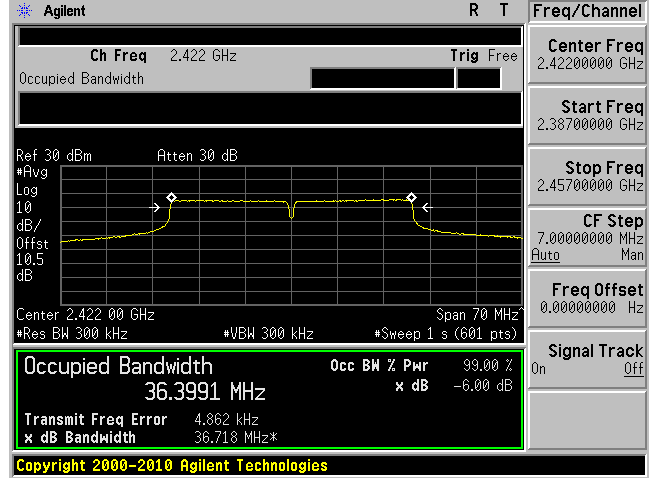 Agilent R T
Freq/Channel
Ch Freq 2.422 GHz Trig Free
Occupied Bandwidth
Center Freq
2.42200000 GHz
Start Freq
2.38700000 GHz
Stop Freq
2.45700000 GHz
CF Step
7.00000000 MHz
Auto Man
Freq Offset
0.00000000 Hz
Signal Track
On Off
Ref 30 dBm Atten 30 dB
#Avg
Log
10
dB/
Offst
10.5
dB
Center 2.422 00 GHz Span 70 MHz^
#Res BW 300 kHz #VBW 300 kHz #Sweep 1 s (601 pts)
Occupied Bandwidth Occ BW % Pwr 99.00 %
36.3991 MHz x dB -6.00 dB
Transmit Freq Error 4.862 kHz
x dB Bandwidth 36.718 MHz*
Copyright 2000-2010 Agilent Technologies